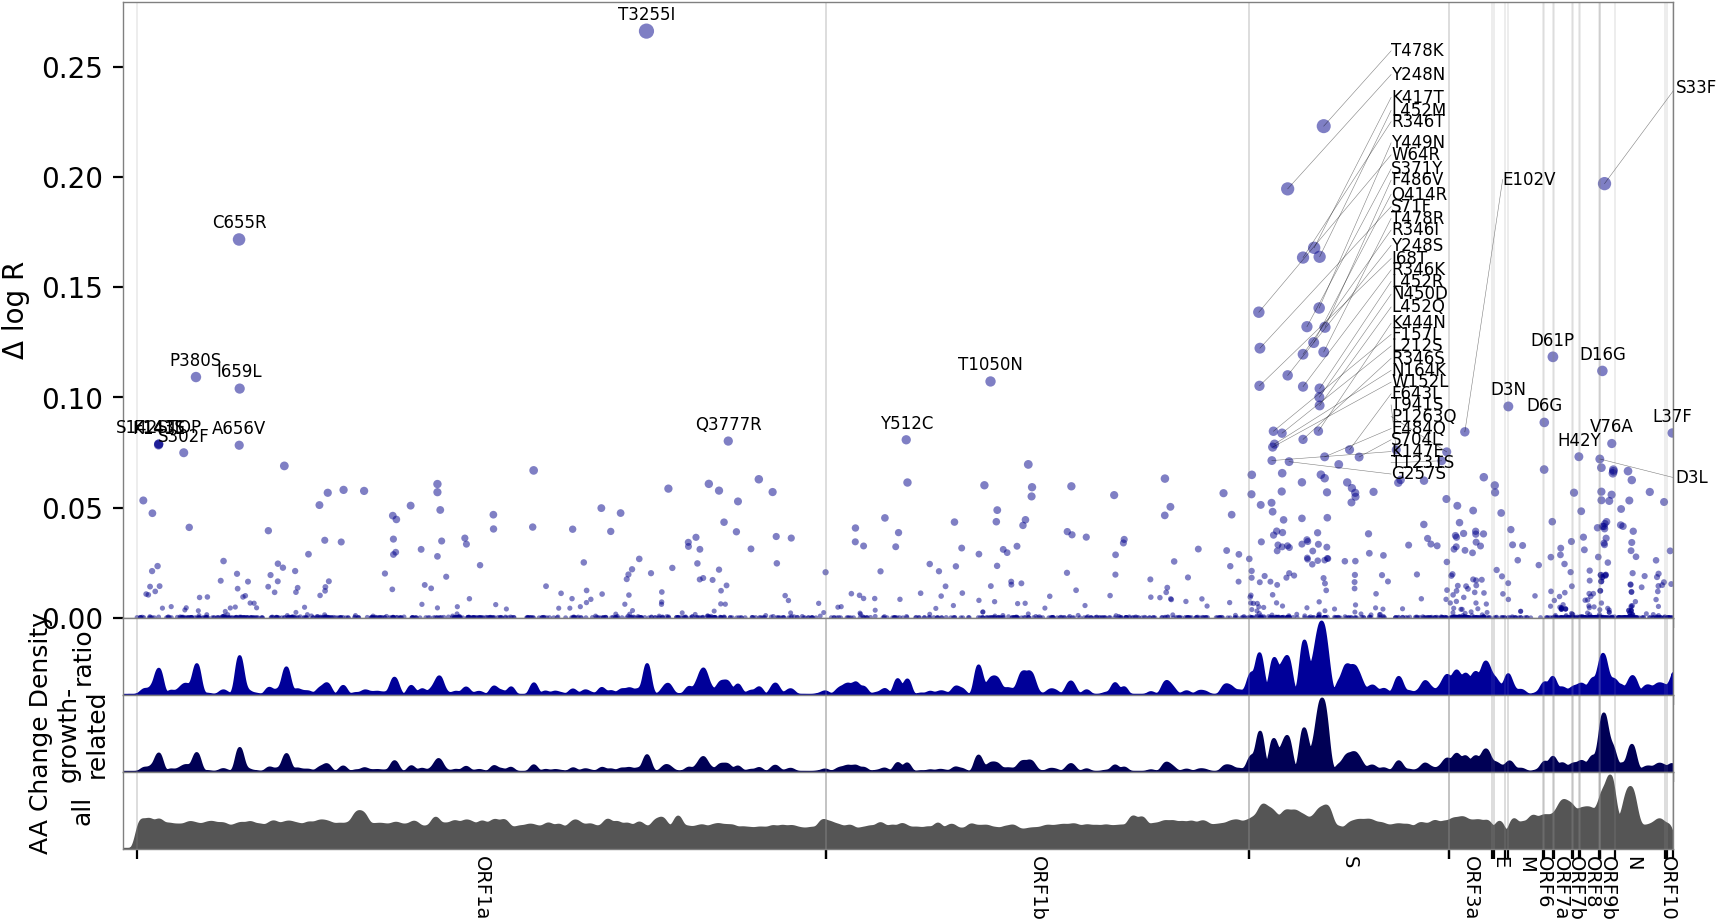 T3255I
T478K
0.25
Y248N
S33F
K417T
L452M
R346T
Y449N
W64R
S371Y
0.20
F486V
E102V
Q414R
S71F
T478R
C655R
R346I
Y248S
I68T
R346K
L452R
0.15
N450D
L452Q
K444N
F157L
D61P
L212S
D16G
P380S
R346S
I659L
T1050N
N164K
W152L
0.10
F643L
D3N
T941S
D6G
P1263Q
L37F
Q3777R
Y512C
V76A
A656V
E484Q
S302F
S704L
H42Y
K147E
T1231S
G257S
D3L
0.05
0.00
Δ log R
AA Change Density
ratio
growth-
related
all
ORF1a
ORF1b
S
ORF3a
E
M
ORF6
ORF7a
ORF7b
ORF8
ORF9b
N
ORF10